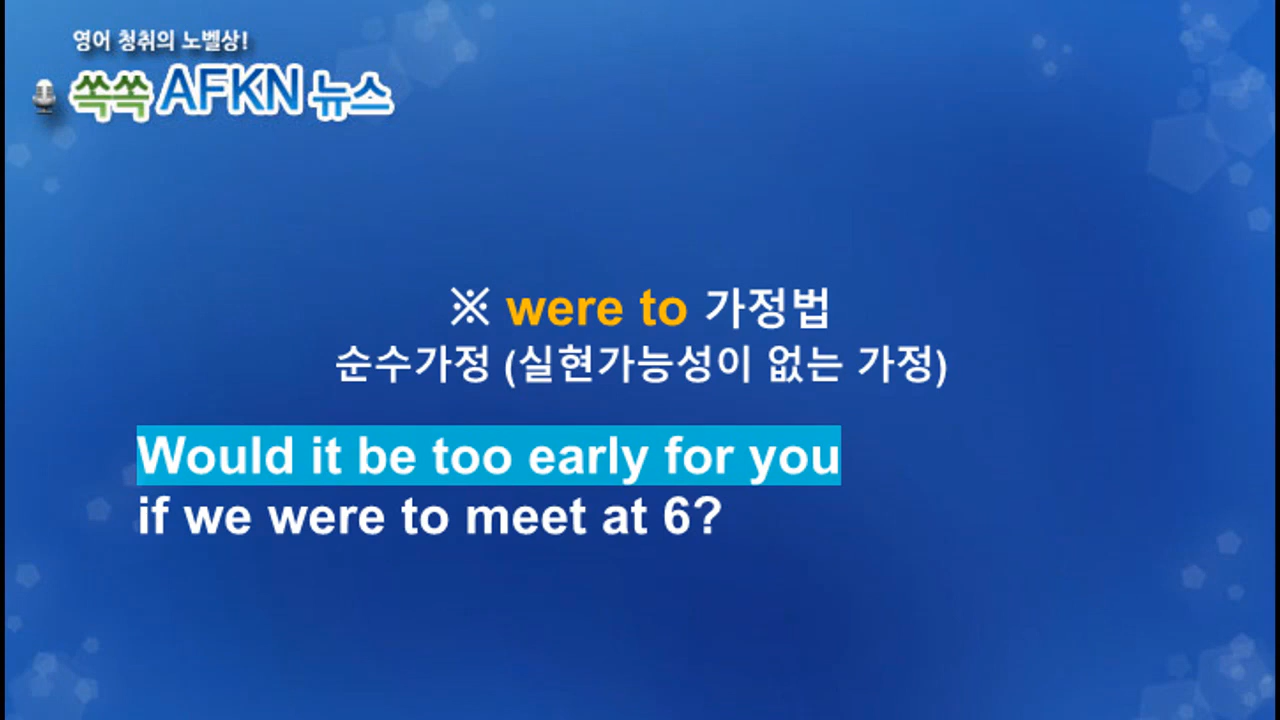 영어 청취의 노벨상!
쏙쏙 AFKN 뉴스
※ were to 가정법
순수가정 (실현가능성이 없는 가정)
Would it be too early for you
if we were to meet at 6?